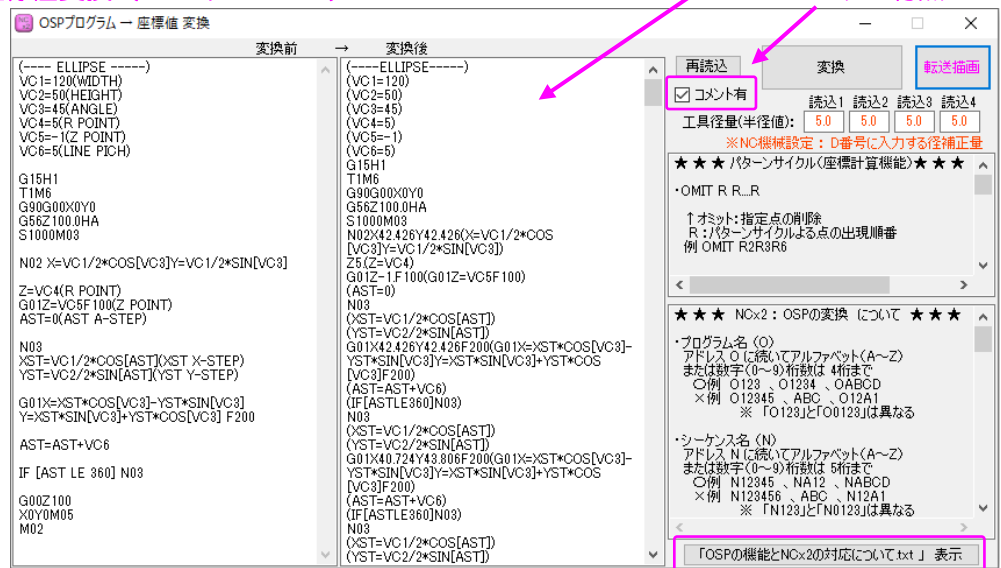 OSPプログラム → 座標値 変換
変換前 → 変換後
(---- ELLIPSE -----)
VC1=120(WIDTH)
VC2=50(HEIGHT)
VC3=45(ANGLE)
VC4=5(R POINT)
VC5=-1(Z POINT)
VC6=5(LINE PICH)
G15H1
T1M6
G90G00X0Y0
G56Z100.0HA
S1000M03
N02 X=VC1/2*COS[VC3]Y=VC1/2*SIN[VC3]
Z=VC4(R POINT)
G01Z=VC5F100(Z POINT)
AST=0(AST A-STEP)
N03
XST=VC1/2*COS[AST](XST X-STEP)
YST=VC2/2*SIN[AST](YST Y-STEP)
G01X=XST*COS[VC3]-YST*SIN[VC3]
Y=XST*SIN[VC3]+YST*COS[VC3] F200
AST=AST+VC6
IF [AST LE 360] N03
G00Z100
X0Y0M05
M02
(----ELLIPSE-----)
(VC1=120)
(VC2=50)
(VC3=45)
(VC4=5)
(VC5=-1)
(VC6=5)
G15H1
T1M6
G90G00X0Y0
G56Z100.0HA
S1000M03
N02X42.426Y42.426(X=VC1/2*COS
[VC3]Y=VC1/2*SIN[VC3])
Z5.(Z=VC4)
G01Z-1.F100(G01Z=VC5F100)
(AST=0)
N03
(XST=VC1/2*COS[AST])
(YST=VC2/2*SIN[AST])
G01X42.426Y42.426F200(G01X=XST*COS[VC3]-
YST*SIN[VC3]Y=XST*SIN[VC3]+YST*COS
[VC3]F200)
(AST=AST+VC6)
(IF[ASTLE360]N03)
N03
(XST=VC1/2*COS[AST])
(YST=VC2/2*SIN[AST])
G01X40.724Y43.806F200(G01X=XST*COS[VC3]-
YST*SIN[VC3]Y=XST*SIN[VC3]+YST*COS
[VC3]F200)
(AST=AST+VC6)
(IF[ASTLE360]N03)
N03
(XST=VC1/2*COS[AST])
(YST=VC2/2*SIN[AST])
再読込 変換 転送描画
コメント有
読込1 読込2 読込3 読込4
工具径量(半径値): 5.0 5.0 5.0 5.0
※NC機械設定：D番号に入力する径補正量
★ ★ ★ パターンサイクル(座標計算機能)★ ★ ★
・OMIT R R...R
↑オミット:指定点の削除
R :パターンサイクルよる点の出現順番
例 OMIT R2R3R6
★ ★ ★ NCx2：OSPの変換 について ★ ★ ★
・プログラム名 (O)
アドレス O に続いてアルファベット(A～Z)
または数字(0～9)桁数は 4桁まで
○例 O123 、O1234 、OABCD
×例 O12345 、ABC 、O12A1
※ 「O123」と「O0123」は異なる
・シーケンス名 (N)
アドレス N に続いてアルファベット(A～Z)
または数字(0～9)桁数は 5桁まで
○例 N12345 、NA12 、NABCD
×例 N123456 、ABC 、N12A1
※ 「N123」と「N0123」は異なる
「OSPの機能とNCx2の対応について.txt 」 表示